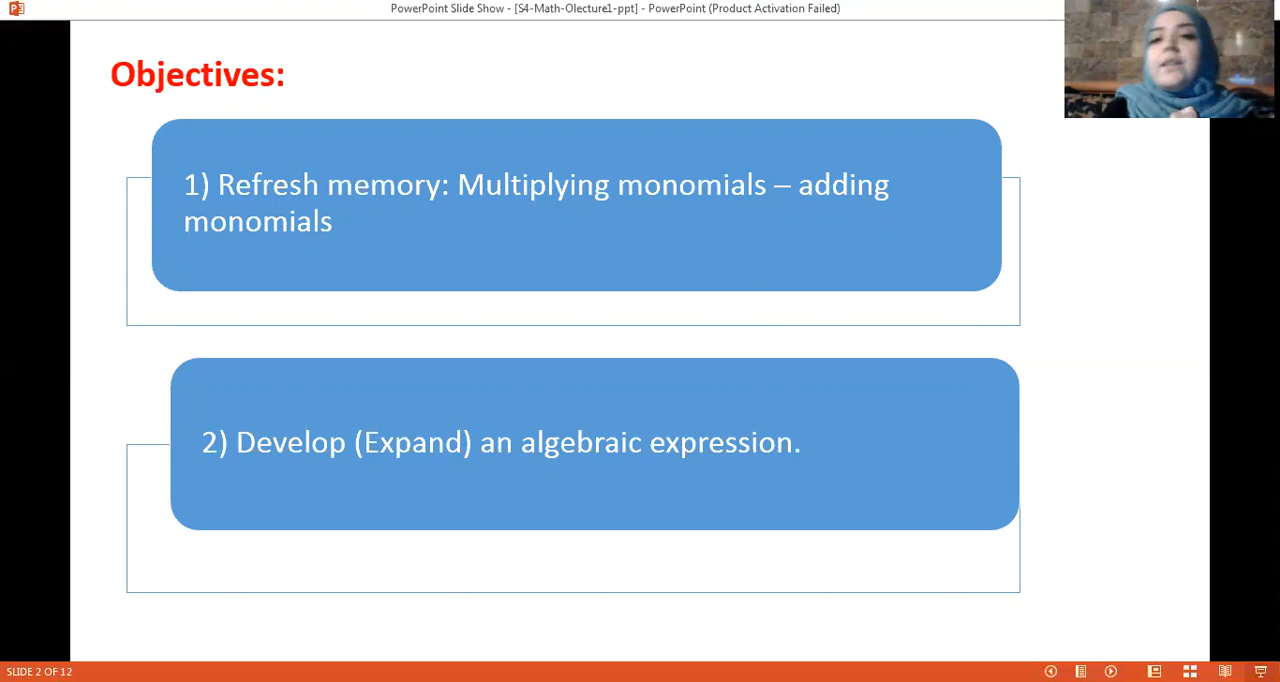 PowerPoint Slide Show - [S4-Math-Olecture1-ppt] - PowerPoint (Product Activation Failed)
Objectives:
1) Refresh memory: Multiplying monomials – adding
monomials
2) Develop (Expand) an algebraic expression.
SLIDE 2 OF 12